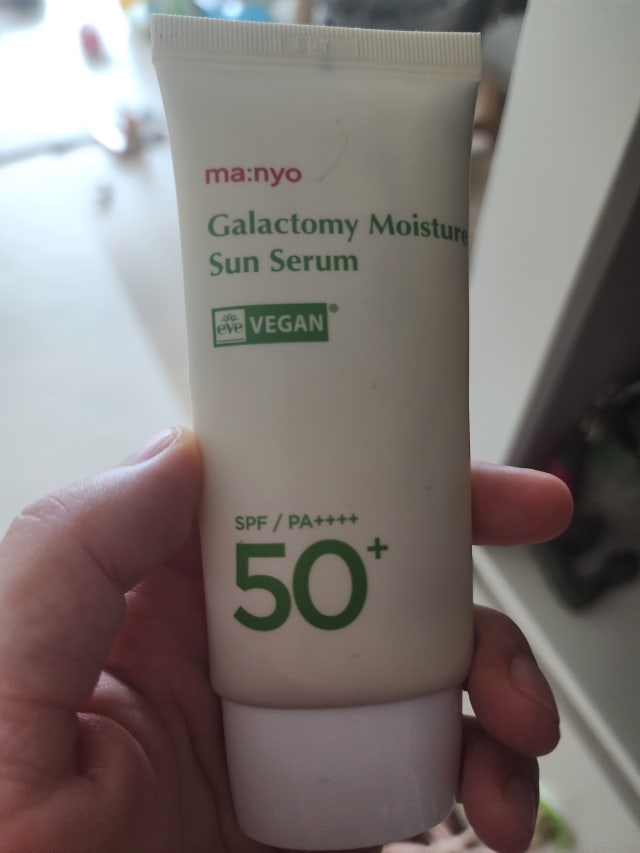 ma:nyo
Galactomy Moisture
Sun Serum
eve VEGAN®
SPF / PA++++
50+